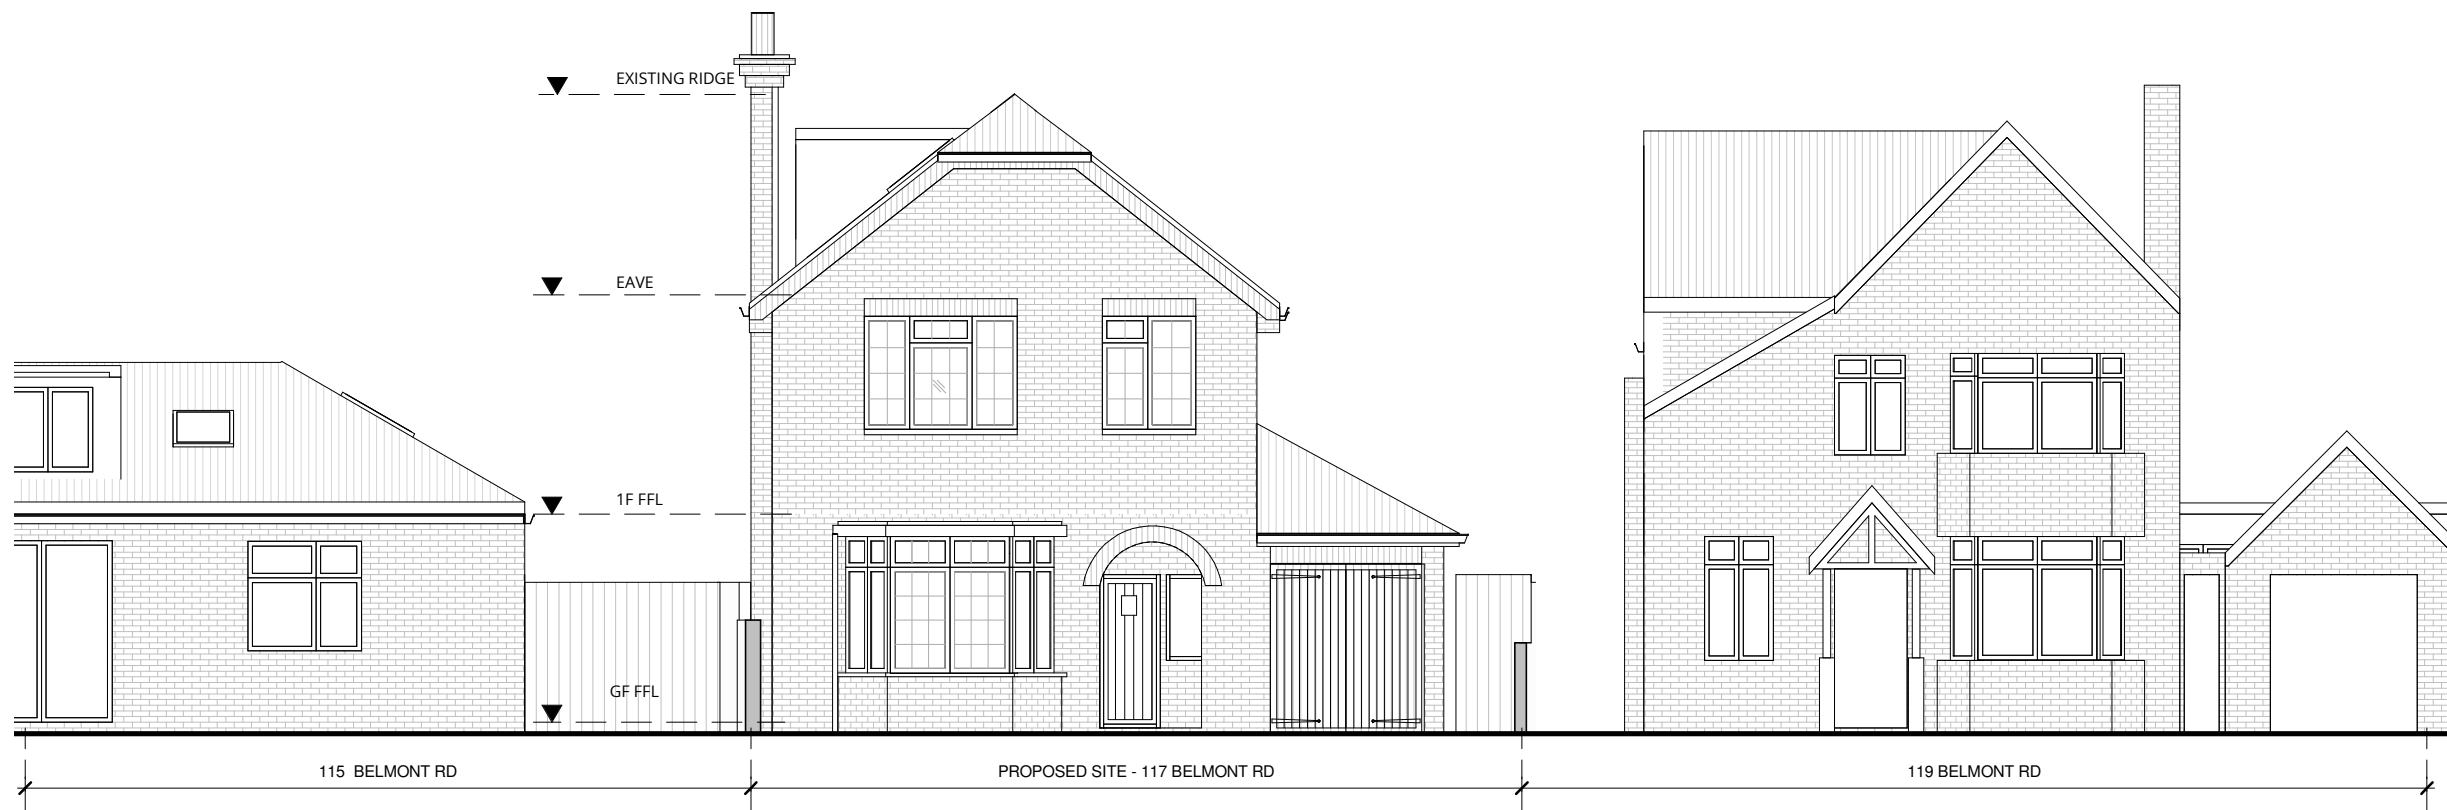 EXISTING RIDGE
EAVE
1F FFL
GF FFL
115 BELMONT RD
PROPOSED SITE - 117 BELMONT RD
119 BELMONT RD